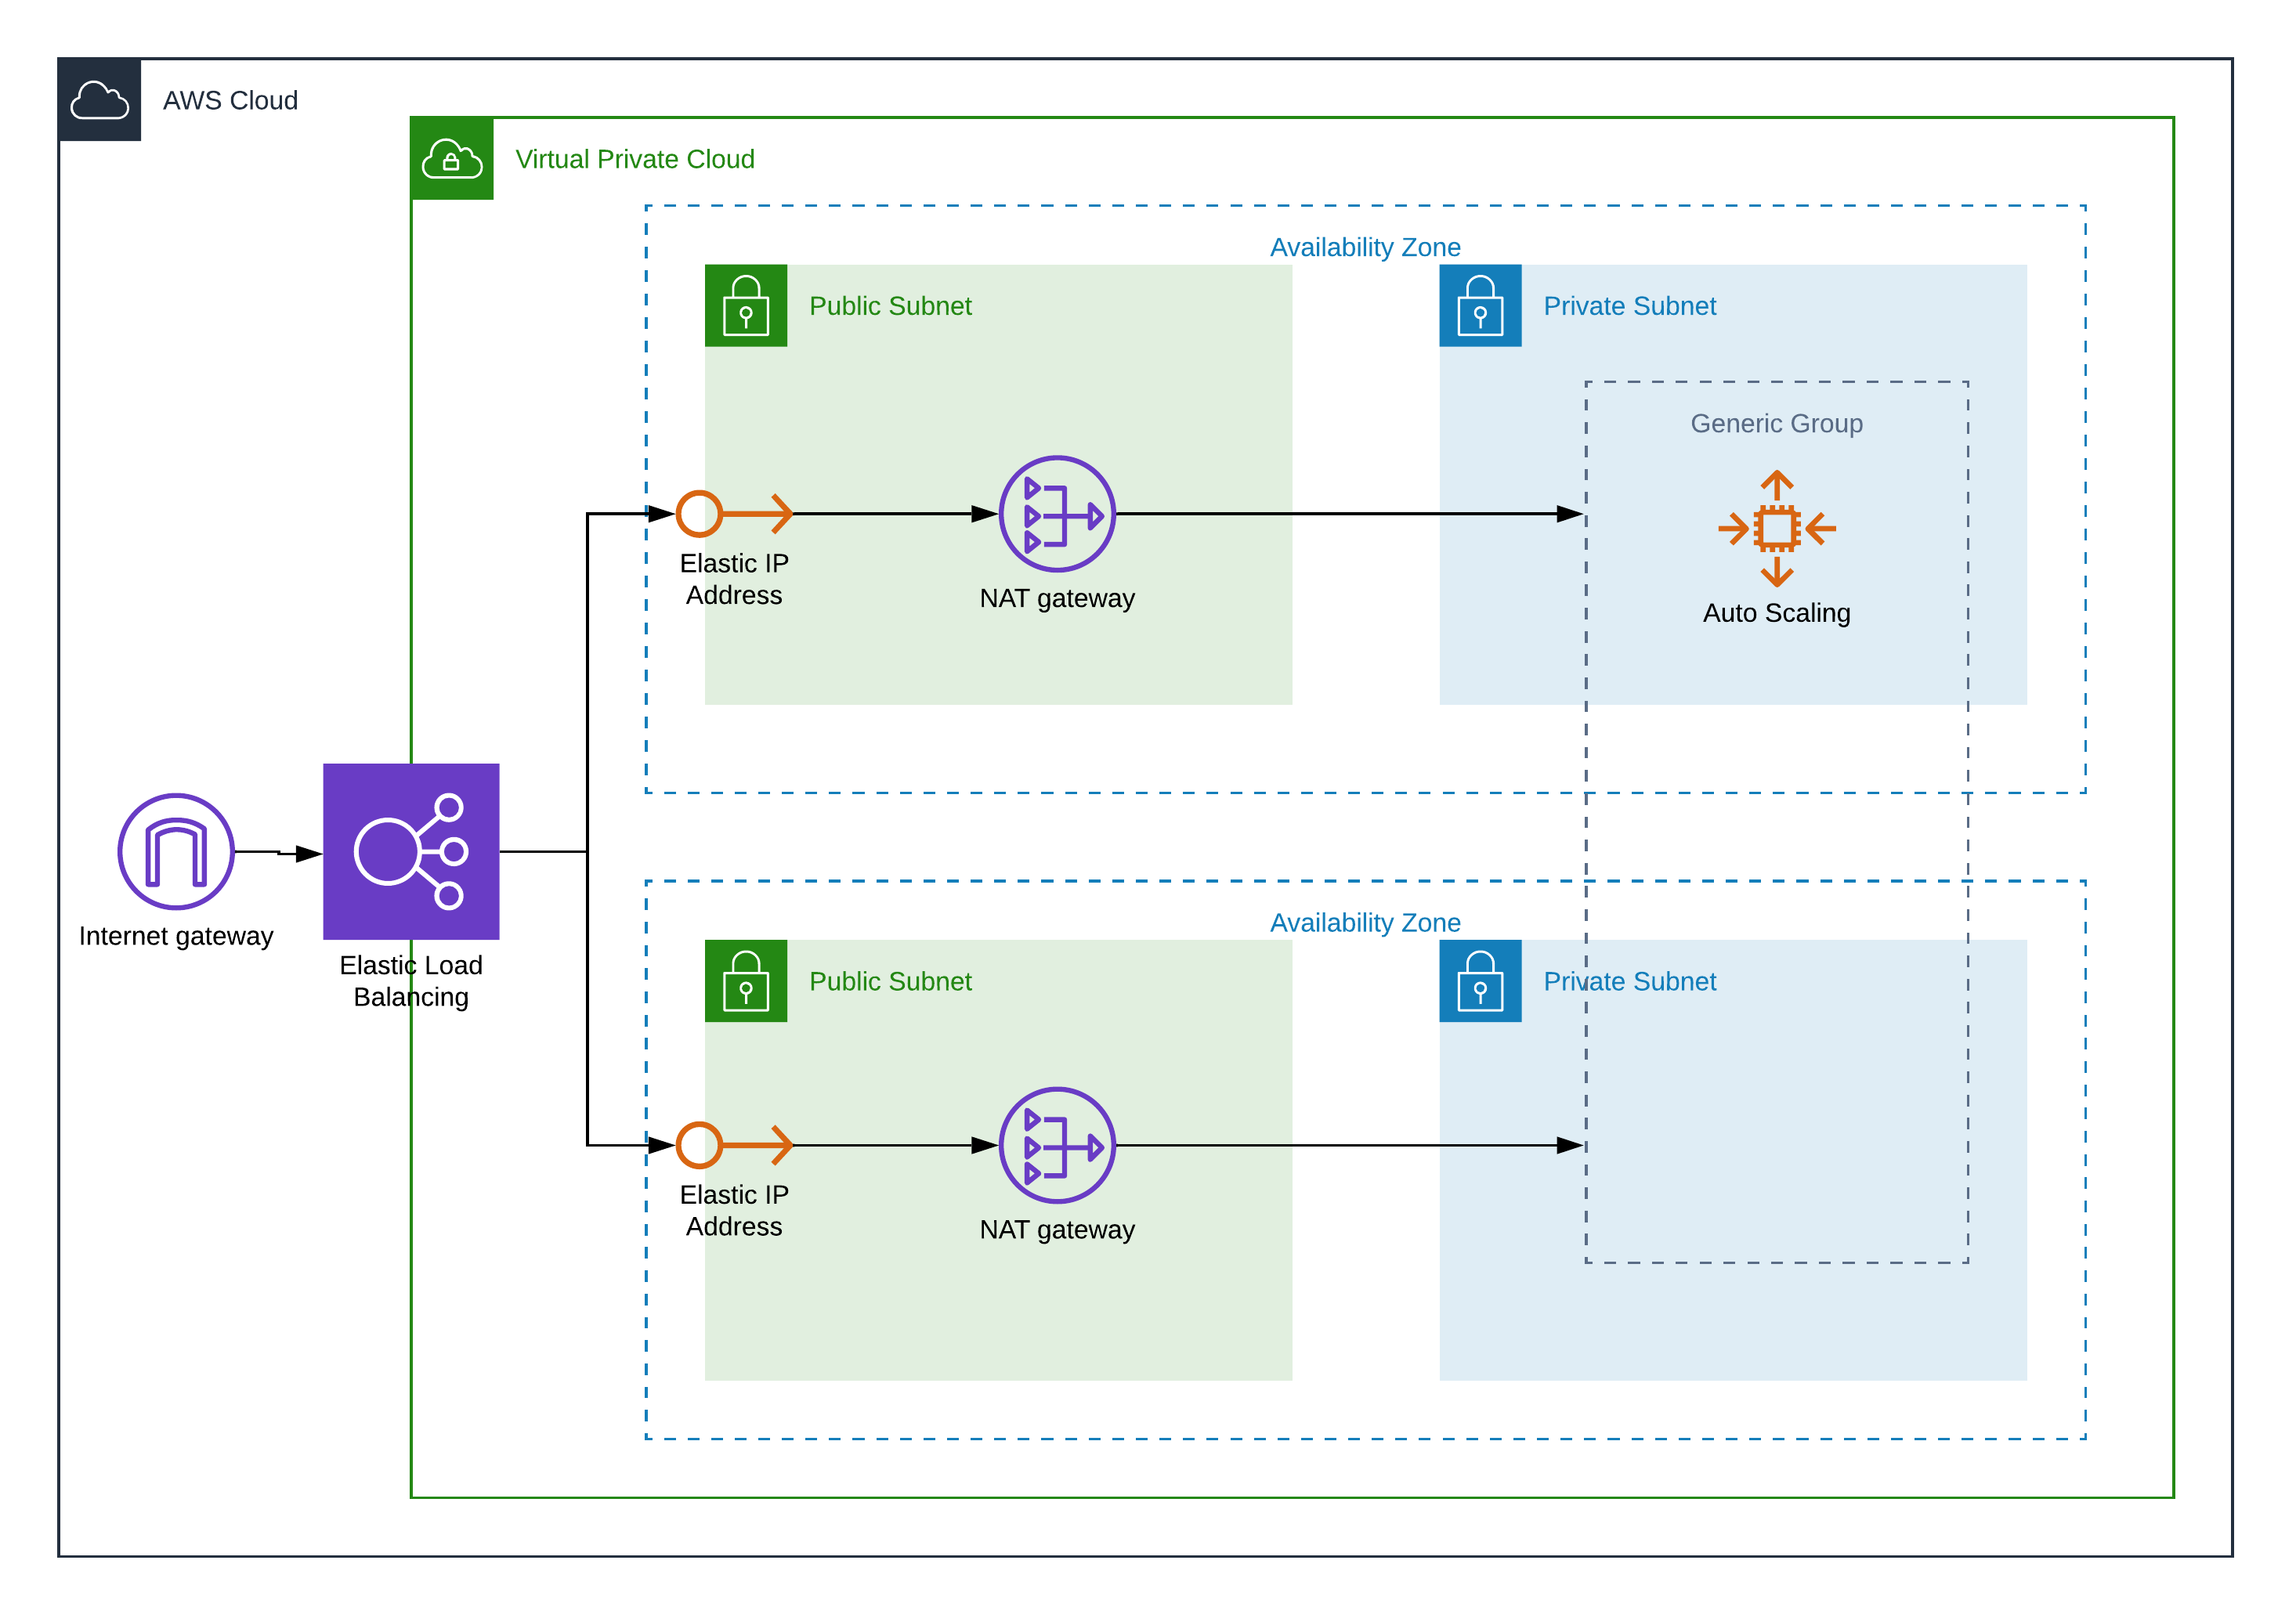 AWS Cloud
Virtual Private Cloud
Availability Zone
Public Subnet
Private Subnet
Generic Group
Elastic IP
Address
NAT gateway
Auto Scaling
Internet gateway
Elastic Load
Balancing
Availability Zone
Public Subnet
Private Subnet
Elastic IP
Address
NAT gateway